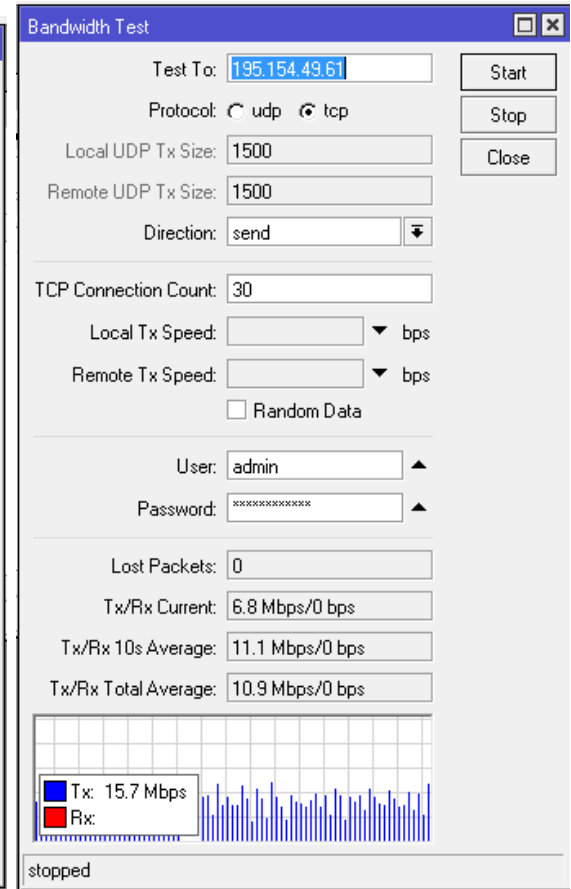 Bandwidth Test
Test To: 195.154.49.61
Start
Protocol: udp tcp
Stop
Local UDP Tx Size: 1500
Close
Remote UDP Tx Size: 1500
Direction: send
TCP Connection Count: 30
Local Tx Speed: bps
Remote Tx Speed: bps
Random Data
User: admin
Password: ************
Lost Packets: 0
Tx/Rx Current: 6.8 Mbps/0 bps
Tx/Rx 10s Average: 11.1 Mbps/0 bps
Tx/Rx Total Average: 10.9 Mbps/0 bps
Tx: 15.7 Mbps
Rx:
stopped